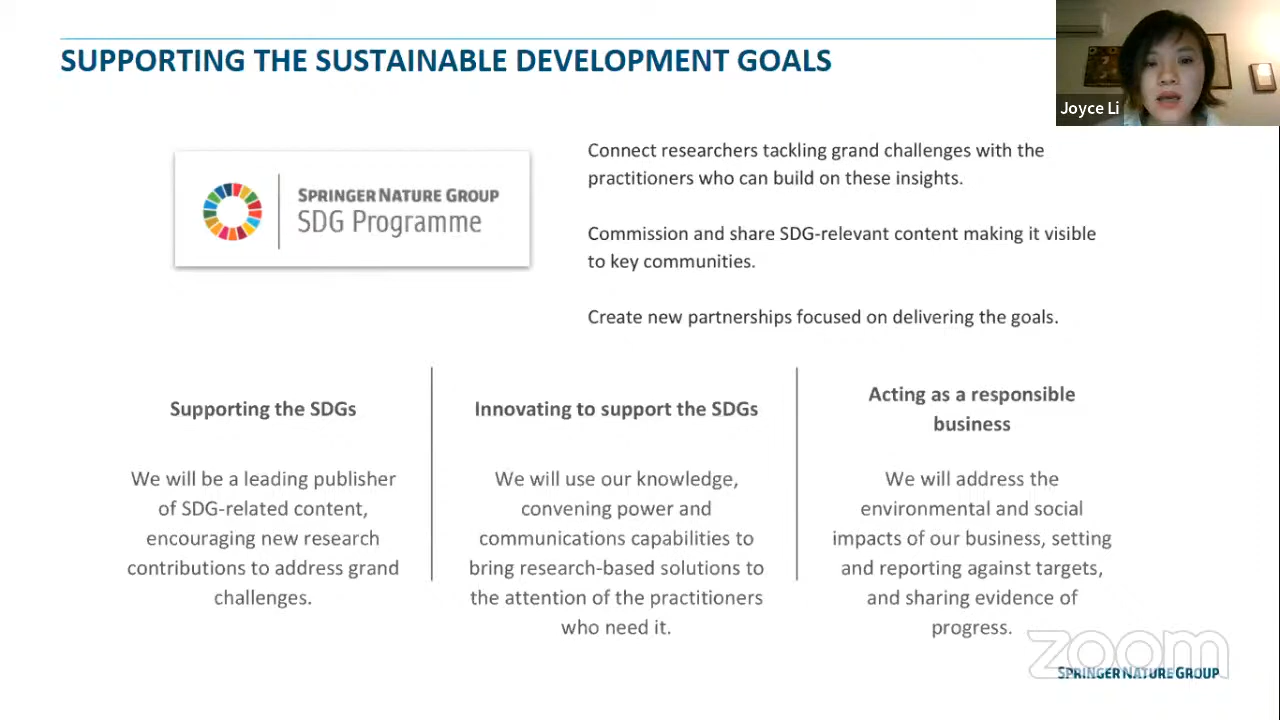 SUPPORTING THE SUSTAINABLE DEVELOPMENT GOALS
Joyce Li
SPRINGER NATURE GROUP
SDG Programme
Connect researchers tackling grand challenges with the
practitioners who can build on these insights.
Commission and share SDG-relevant content making it visible
to key communities.
Create new partnerships focused on delivering the goals.
Supporting the SDGs
We will be a leading publisher
of SDG-related content,
encouraging new research
contributions to address grand
challenges.
Innovating to support the SDGs
We will use our knowledge,
convening power and
communications capabilities to
bring research-based solutions to
the attention of the practitioners
who need it.
Acting as a responsible
business
We will address the
environmental and social
impacts of our business, setting
and reporting against targets,
and sharing evidence of
progress.
zoom
SPRINGER NATURE GROUP